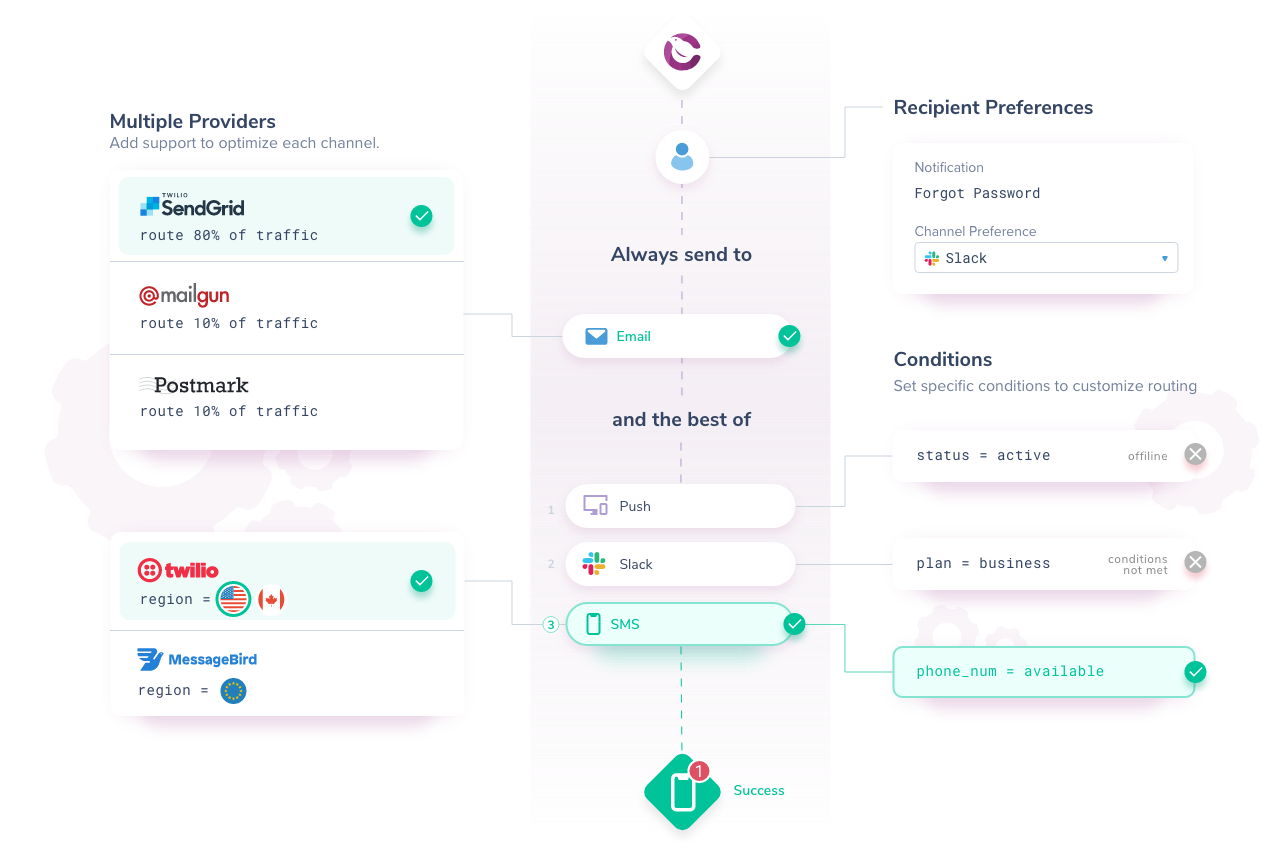 Multiple Providers
Add support to optimize each channel.
TWILIO
SendGrid
route 80% of traffic
@mailgun
route 10% of traffic
Postmark
route 10% of traffic
twilio
region =
MessageBird
region =
Always send to
Email
and the best of
1
Push
2
Slack
3
SMS
1
Success
Recipient Preferences
Notification
Forgot Password
Channel Preference
Slack
Conditions
Set specific conditions to customize routing
status = active
offiline
plan = business
conditions
not met
phone_num = available